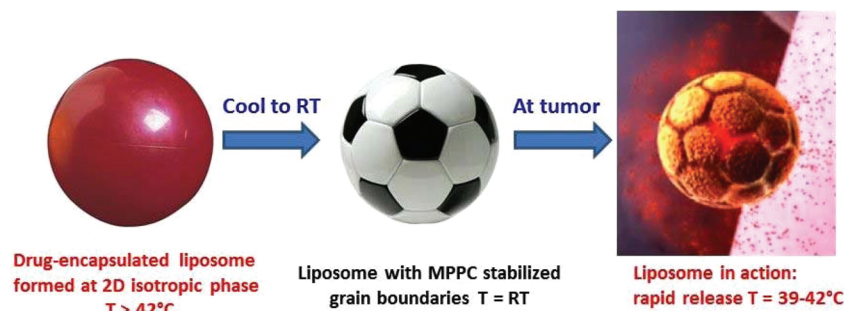 Cool to RT
At tumor
Drug-encapsulated liposome
formed at 2D isotropic phase
T > 42°C
Liposome with MPPC stabilized
grain boundaries T = RT
Liposome in action:
rapid release T = 39-42°C